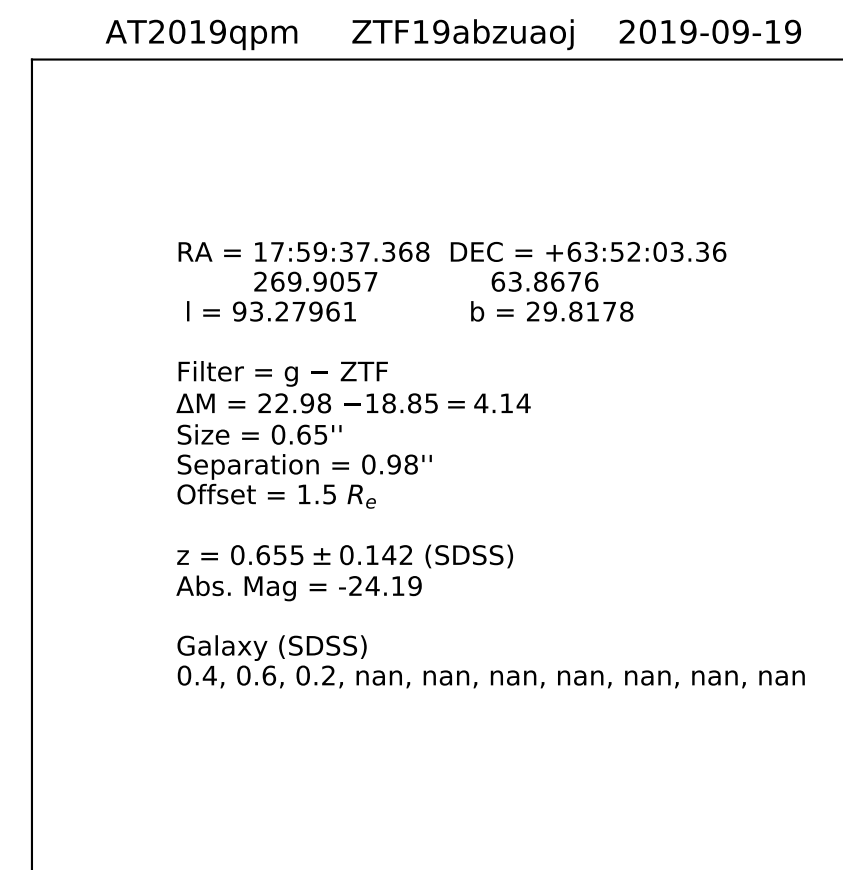 AT2019qpm ZTF19abzuaoj 2019-09-19
RA = 17:59:37.368 DEC = +63:52:03.36
269.9057 63.8676
l = 93.27961 b = 29.8178
Filter = g − ZTF
ΔM = 22.98 −18.85 = 4.14
Size = 0.65''
Separation = 0.98''
Offset = 1.5 Rₑ
z = 0.655 ± 0.142 (SDSS)
Abs. Mag = -24.19
Galaxy (SDSS)
0.4, 0.6, 0.2, nan, nan, nan, nan, nan, nan, nan